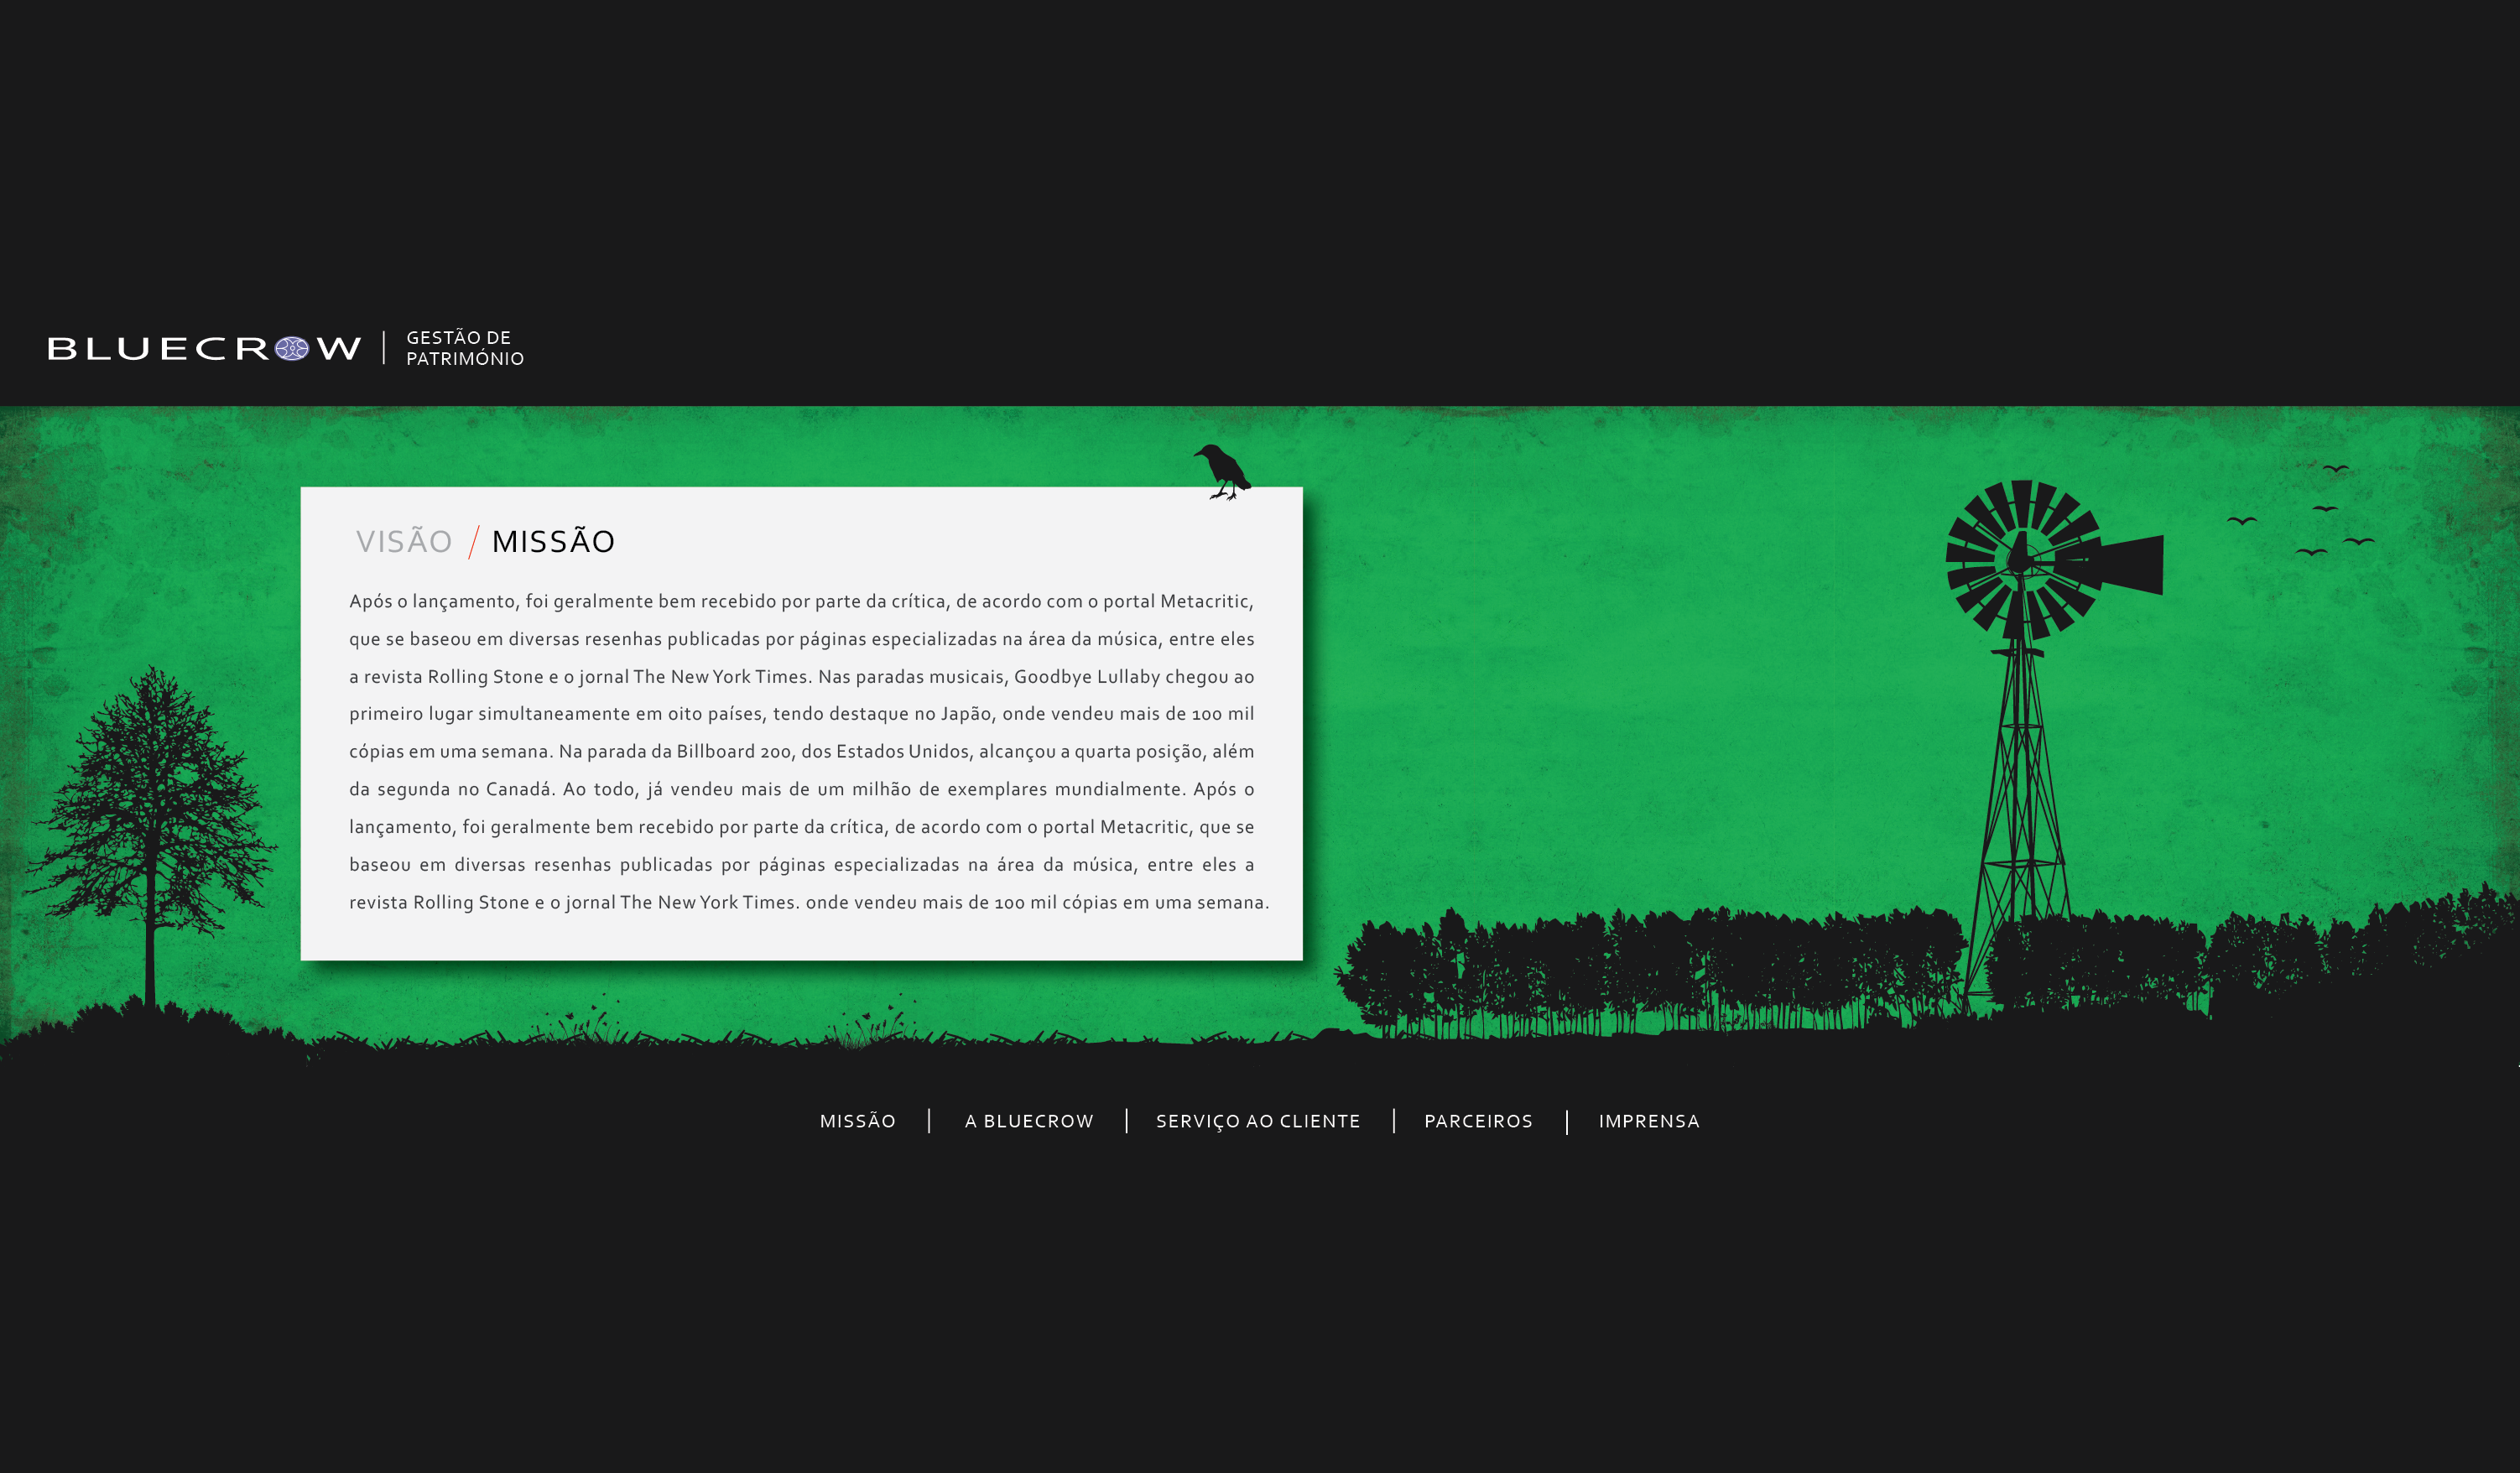 BLUECROW
GESTÃO DE
PATRIMÓNIO
VISÃO / MISSÃO
Após o lançamento, foi geralmente bem recebido por parte da crítica, de acordo com o portal Metacritic,
que se baseou em diversas resenhas publicadas por páginas especializadas na área da música, entre eles
a revista Rolling Stone e o jornal The New York Times. Nas paradas musicais, Goodbye Lullaby chegou ao
primeiro lugar simultaneamente em oito países, tendo destaque no Japão, onde vendeu mais de 100 mil
cópias em uma semana. Na parada da Billboard 200, dos Estados Unidos, alcançou a quarta posição, além
da segunda no Canadá. Ao todo, já vendeu mais de um milhão de exemplares mundialmente. Após o
lançamento, foi geralmente bem recebido por parte da crítica, de acordo com o portal Metacritic, que se
baseou em diversas resenhas publicadas por páginas especializadas na área da música, entre eles a
revista Rolling Stone e o jornal The New York Times. onde vendeu mais de 100 mil cópias em uma semana.
MISSÃO | A BLUECROW | SERVIÇO AO CLIENTE | PARCEIROS | IMPRENSA